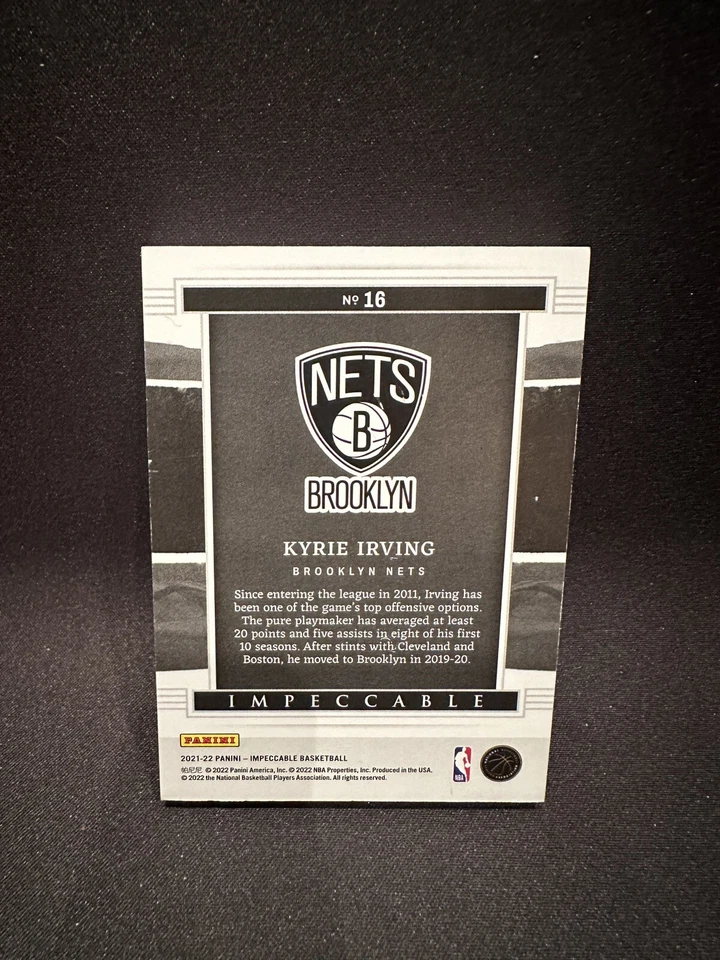 Nº 16
NETS
B
BROOKLYN
KYRIE IRVING
BROOKLYN NETS
Since entering the league in 2011, Irving has
been one of the game's top offensive options.
The pure playmaker has averaged at least
20 points and five assists in eight of his first
10 seasons. After stints with Cleveland and
Boston, he moved to Brooklyn in 2019-20.
IMPECCABLE
PANINI
2021-22 PANINI – IMPECCABLE BASKETBALL
帕尼尼 © 2022 Panini America, Inc. © 2022 NBA Properties, Inc. Produced in the USA.
© 2022 the National Basketball Players Association. All rights reserved.
NBA